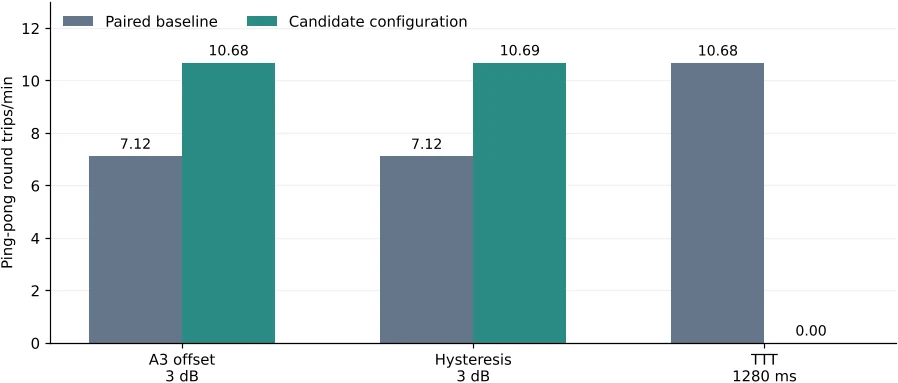 Paired baseline
Candidate configuration
Ping-pong round trips/min
12
10
8
6
4
2
0
7.12
10.68
7.12
10.69
10.68
0.00
A3 offset
3 dB
Hysteresis
3 dB
TTT
1280 ms